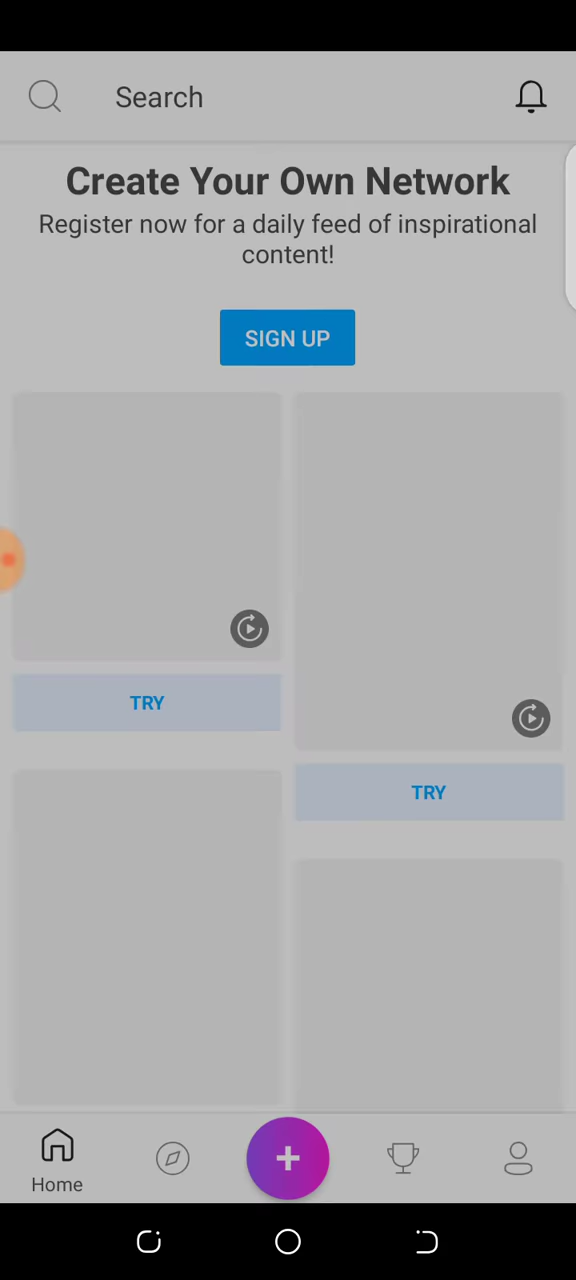 Search
Create Your Own Network
Register now for a daily feed of inspirational
content!
SIGN UP
TRY
TRY
Home